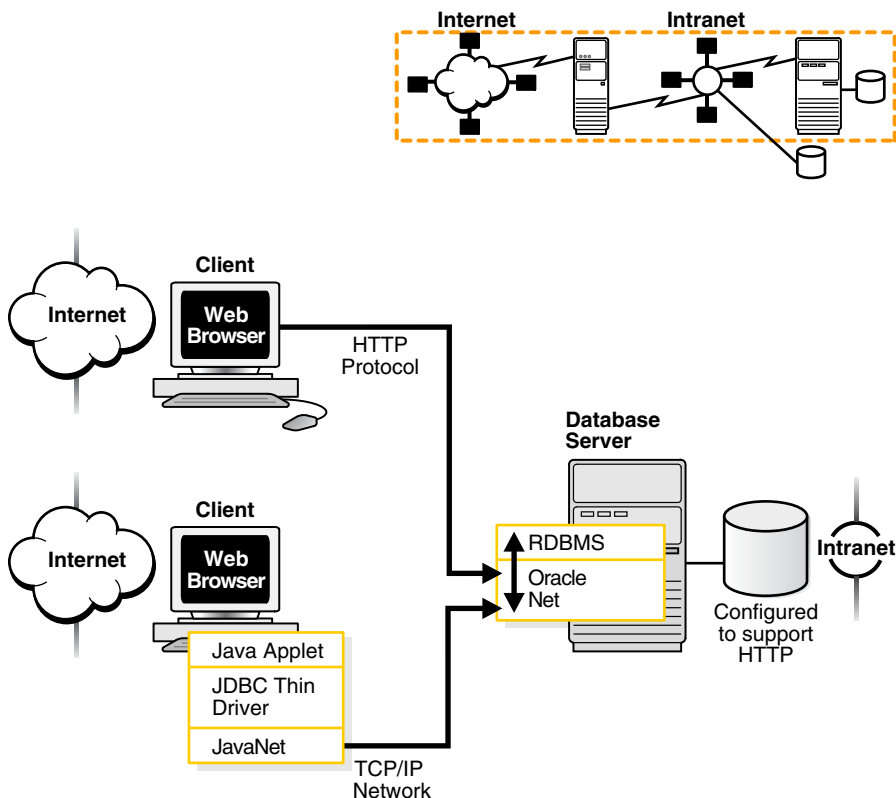 Internet
Intranet
Client
Internet
Web
Browser
HTTP
Protocol
Database
Server
Client
Internet
Web
Browser
RDBMS
Oracle
Net
Intranet
Configured
to support
HTTP
Java Applet
JDBC Thin
Driver
JavaNet
TCP/IP
Network